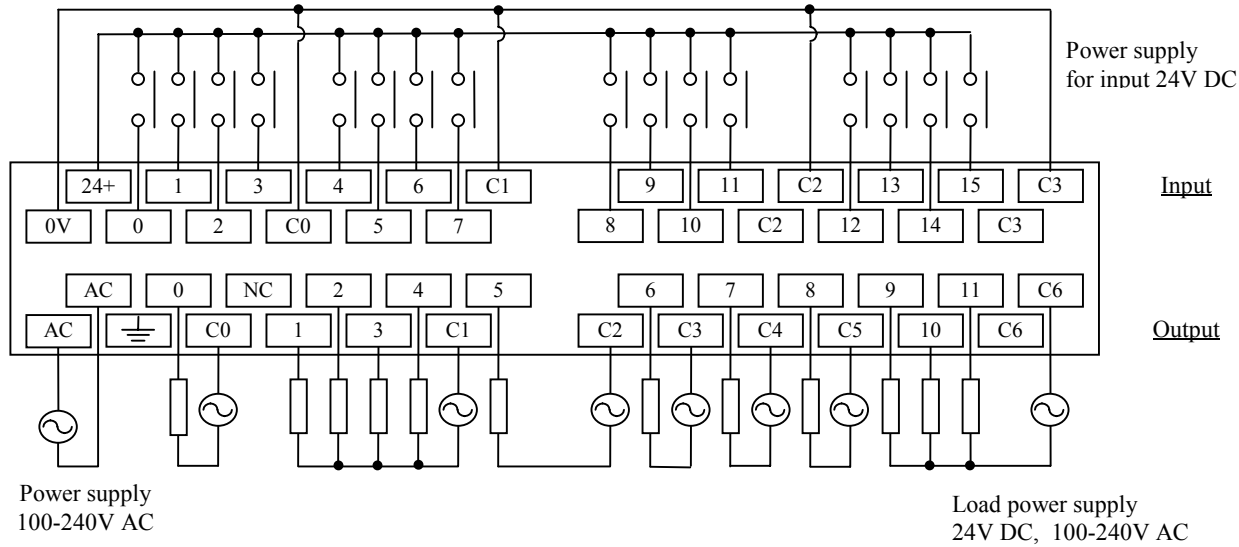 Power supply
for input 24V DC
24+ 1 3 4 6 C1 9 11 C2 13 15 C3
Input
0V 0 2 C0 5 7 8 10 C2 12 14 C3
AC 0 NC 2 4 5 6 7 8 9 11 C6
AC C0 1 3 C1 C2 C3 C4 C5 10 C6
Output
Power supply
100-240V AC
Load power supply
24V DC, 100-240V AC